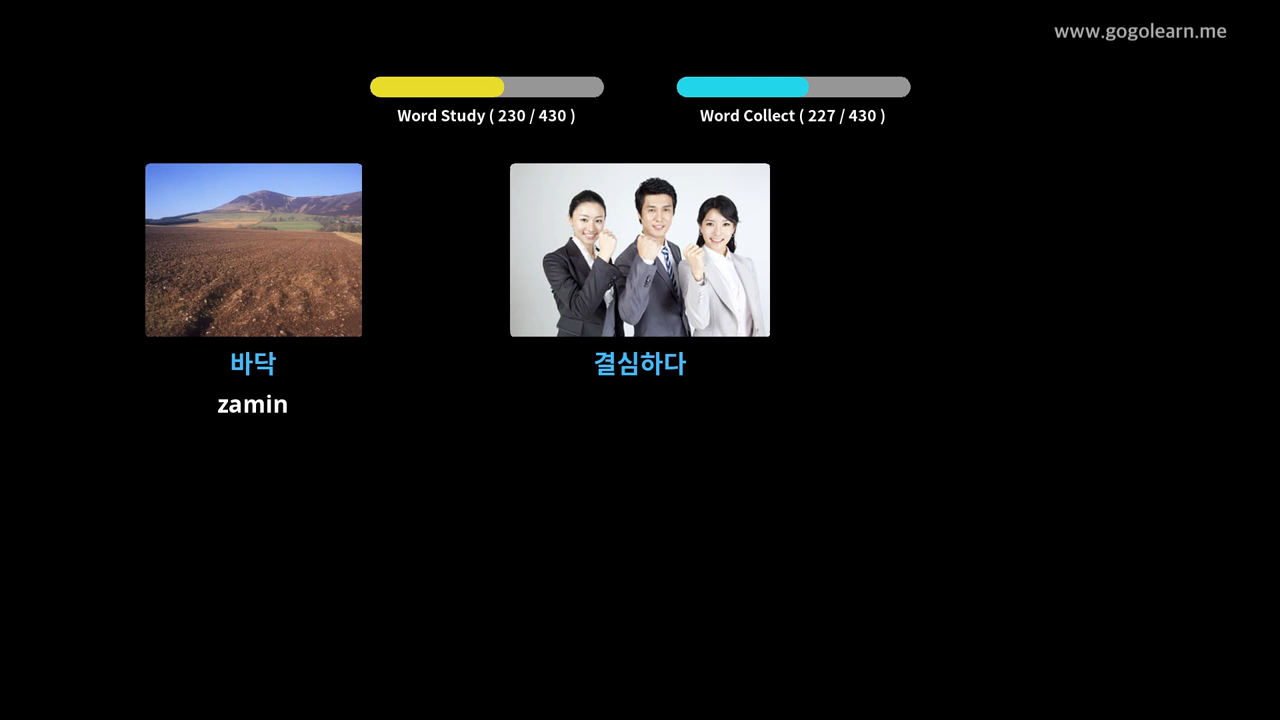 www.gogolearn.me
Word Study ( 230 / 430 )
Word Collect ( 227 / 430 )
바닥
zamin
결심하다